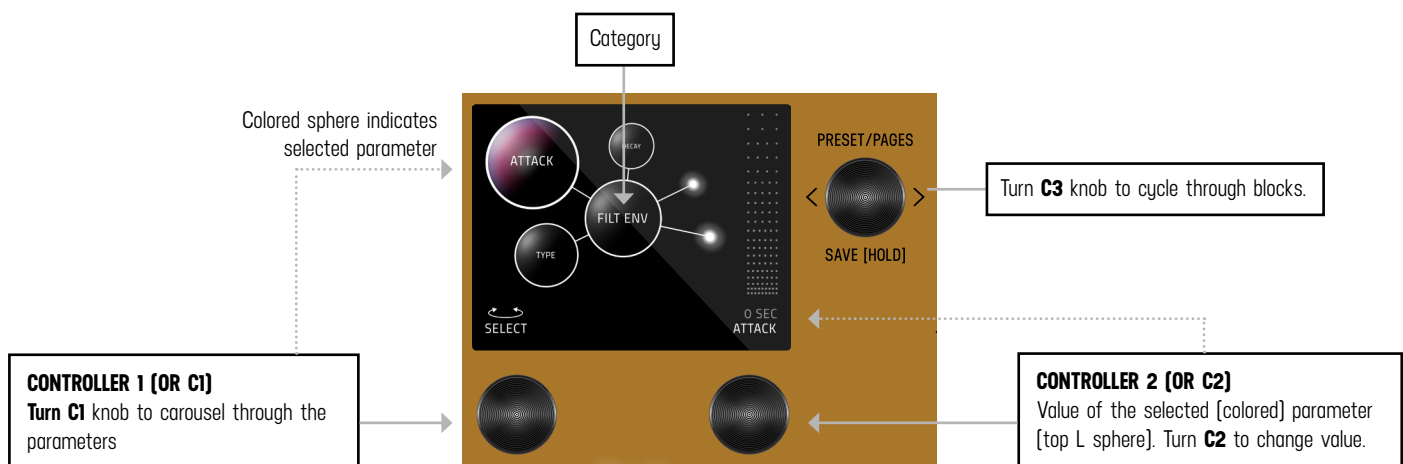 Category
Colored sphere indicates
selected parameter
ATTACK
DECAY
FILT ENV
TYPE
SELECT
0 SEC
ATTACK
PRESET/PAGES
< >
SAVE [HOLD]
Turn C3 knob to cycle through blocks.
CONTROLLER 1 [OR C1]
Turn C1 knob to carousel through the
parameters
CONTROLLER 2 [OR C2]
Value of the selected [colored] parameter
[top L sphere]. Turn C2 to change value.